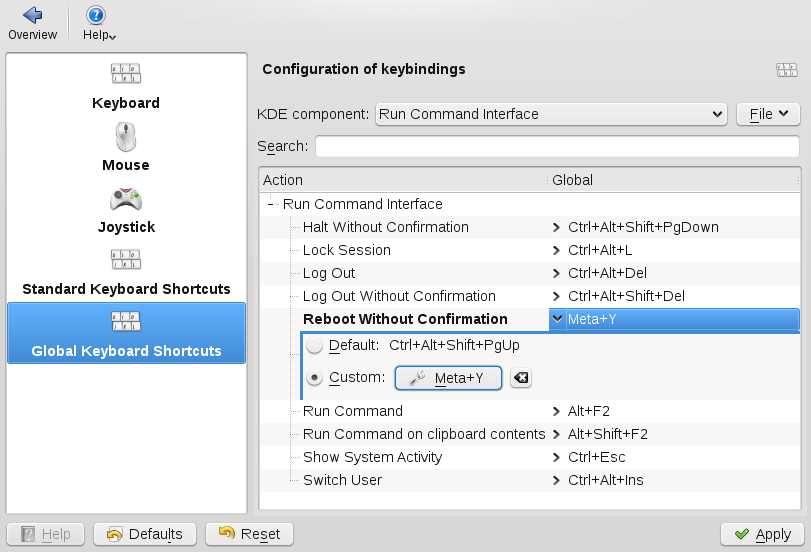 Overview
Help
Keyboard
Mouse
Joystick
Standard Keyboard Shortcuts
Global Keyboard Shortcuts
Configuration of keybindings
KDE component: Run Command Interface File
Search:
Action Global
Run Command Interface
Halt Without Confirmation Ctrl+Alt+Shift+PgDown
Lock Session Ctrl+Alt+L
Log Out Ctrl+Alt+Del
Log Out Without Confirmation Ctrl+Alt+Shift+Del
Reboot Without Confirmation Meta+Y
Default: Ctrl+Alt+Shift+PgUp
Custom: Meta+Y
Run Command Alt+F2
Run Command on clipboard contents Alt+Shift+F2
Show System Activity Ctrl+Esc
Switch User Ctrl+Alt+Ins
Help Defaults Reset Apply